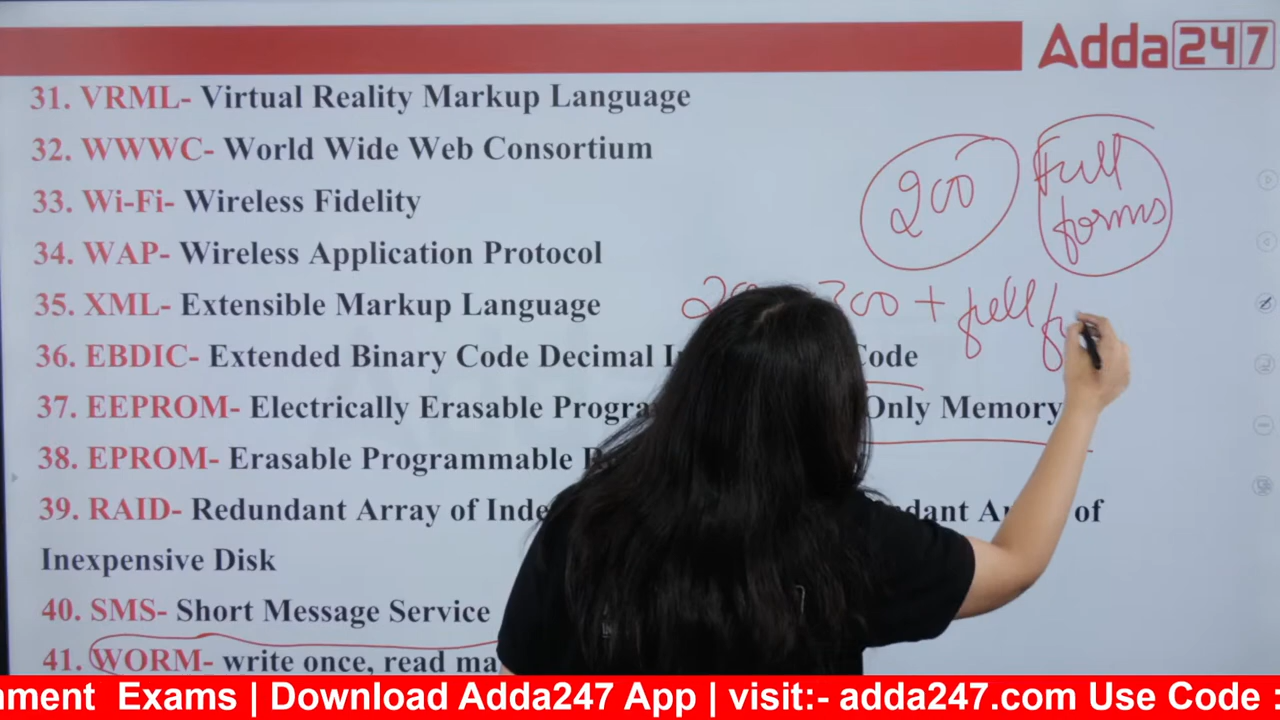 Adda247
31. VRML- Virtual Reality Markup Language
32. WWWC- World Wide Web Consortium
200 Full
forms
33. Wi-Fi- Wireless Fidelity
34. WAP- Wireless Application Protocol
35. XML- Extensible Markup Language
300 + full
36. EBDIC- Extended Binary Code Decimal Code
37. EEPROM- Electrically Erasable Only Memory
38. EPROM- Erasable Programmable
39. RAID- Redundant Array of of
Inexpensive Disk
40. SMS- Short Message Service
41. WORM- write once, read
Exams | Download Adda247 App | visit:- adda247.com Use Code :